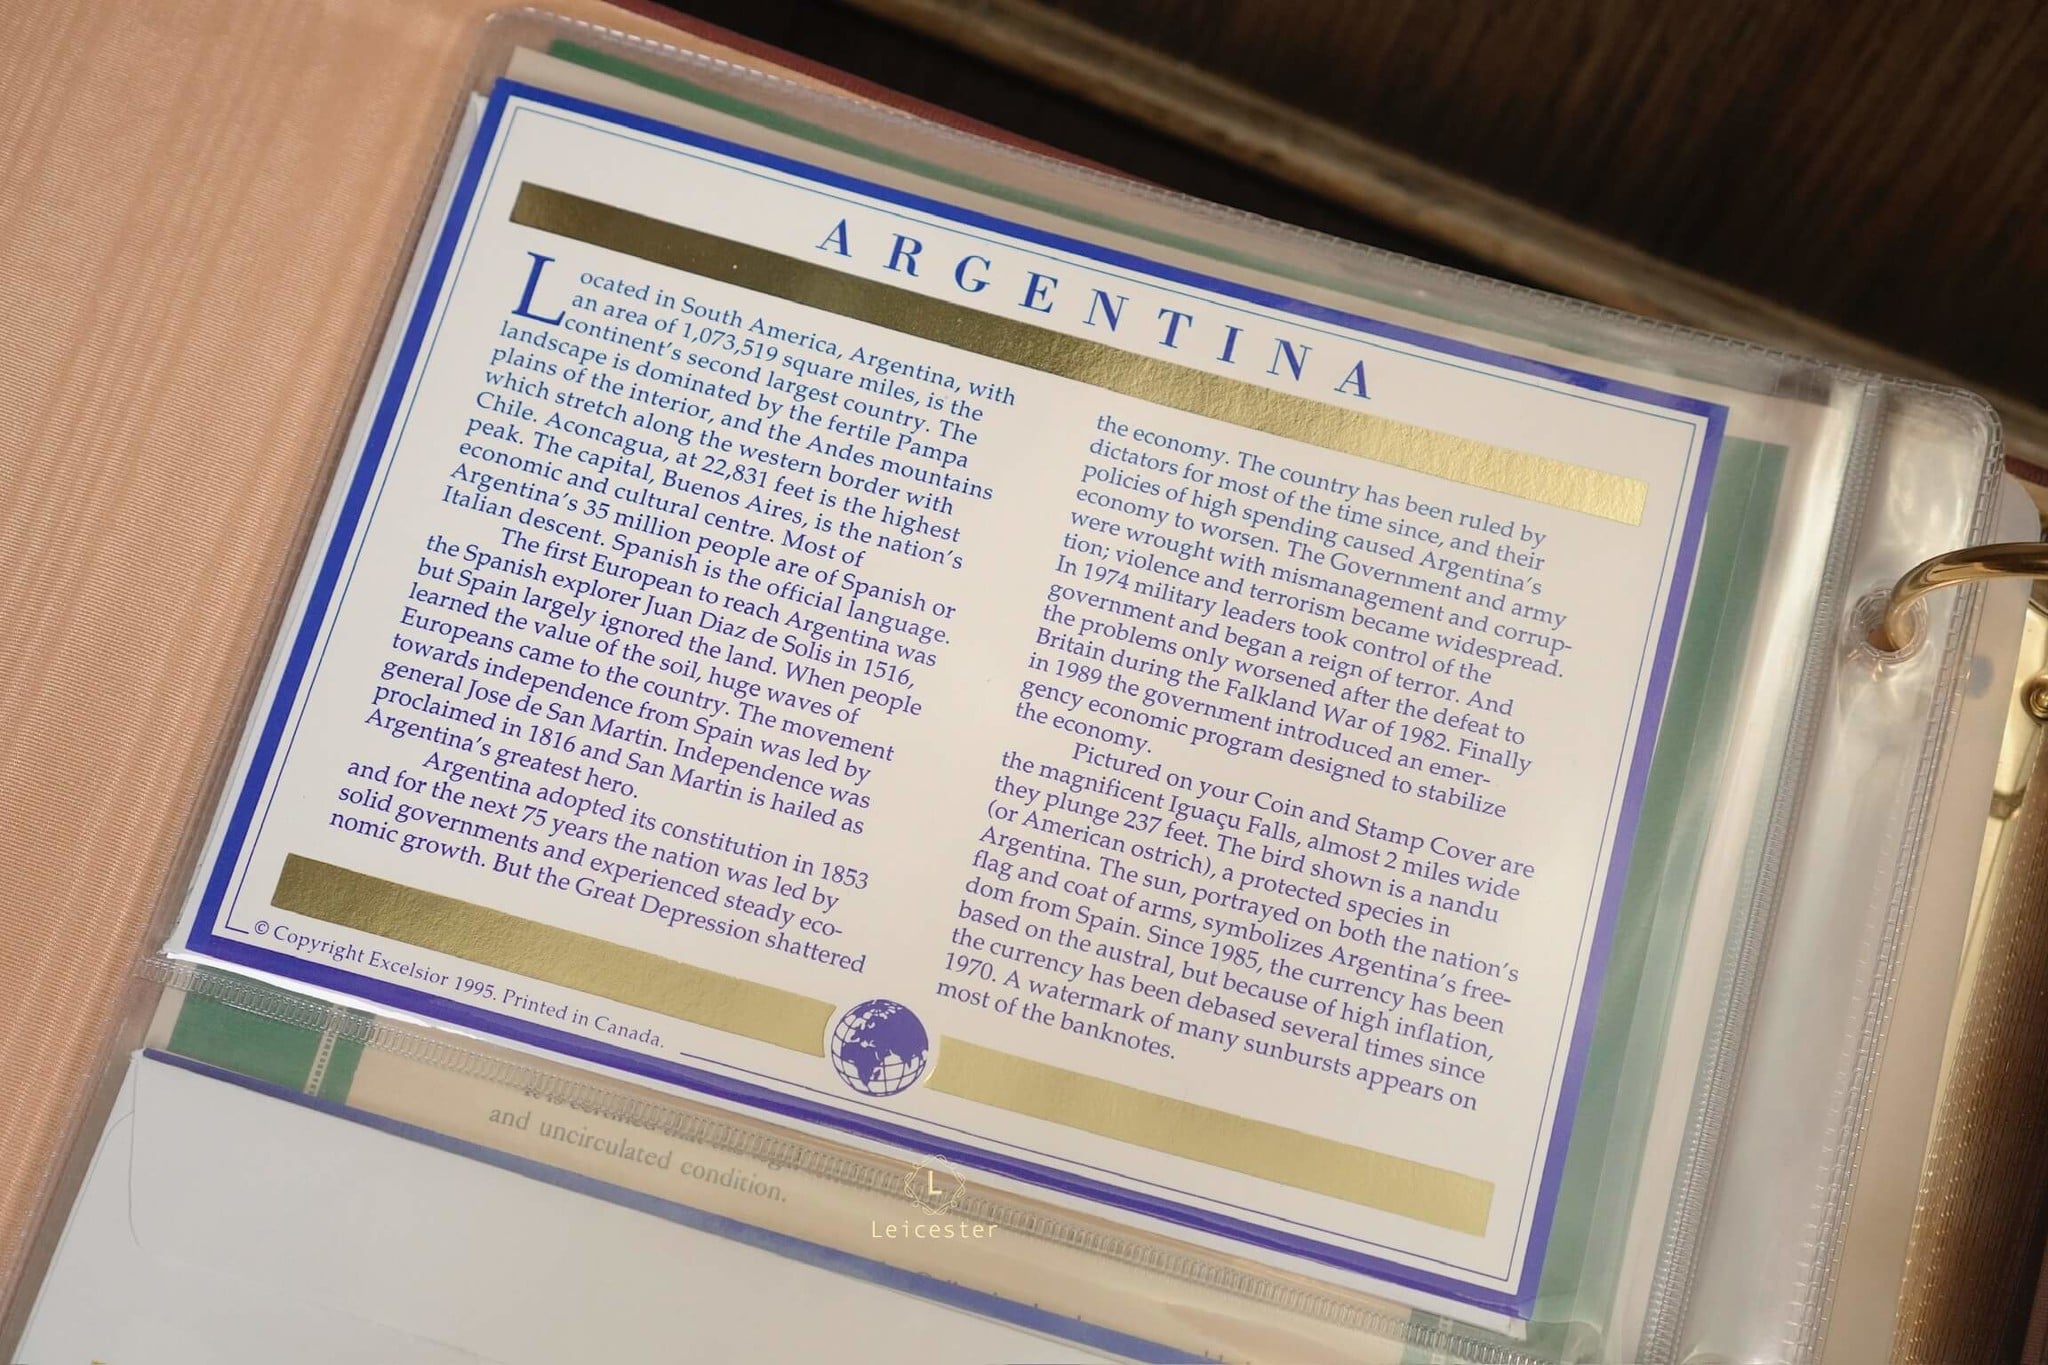 ARGENTINA
Located in South America, Argentina, with
an area of 1,073,519 square miles, is the
continent's second largest country. The
landscape is dominated by the fertile Pampa
plains of the interior, and the Andes mountains
which stretch along the western border with
Chile. Aconcagua, at 22,831 feet is the highest
peak. The capital, Buenos Aires, is the nation's
economic and cultural centre. Most of
Argentina's 35 million people are of Spanish or
Italian descent. Spanish is the official language.
The first European to reach Argentina was
the Spanish explorer Juan Diaz de Solis in 1516,
but Spain largely ignored the land. When people
learned the value of the soil, huge waves of
Europeans came to the country. The movement
towards independence from Spain was led by
general Jose de San Martin. Independence was
proclaimed in 1816 and San Martin is hailed as
Argentina's greatest hero.
Argentina adopted its constitution in 1853
and for the next 75 years the nation was led by
solid governments and experienced steady eco-
nomic growth. But the Great Depression shattered
the economy. The country has been ruled by
dictators for most of the time since, and their
policies of high spending caused Argentina's
economy to worsen. The Government and army
were wrought with mismanagement and corrup-
tion; violence and terrorism became widespread.
In 1974 military leaders took control of the
government and began a reign of terror. And
the problems only worsened after the defeat to
Britain during the Falkland War of 1982. Finally
in 1989 the government introduced an emer-
gency economic program designed to stabilize
the economy.
Pictured on your Coin and Stamp Cover are
the magnificent Iguaçu Falls, almost 2 miles wide
they plunge 237 feet. The bird shown is a nandu
(or American ostrich), a protected species in
Argentina. The sun, portrayed on both the nation's
flag and coat of arms, symbolizes Argentina's free-
dom from Spain. Since 1985, the currency has been
based on the austral, but because of high inflation,
the currency has been debased several times since
1970. A watermark of many sunbursts appears on
most of the banknotes.
© Copyright Excelsior 1995. Printed in Canada.
and uncirculated condition.
L
Leicester